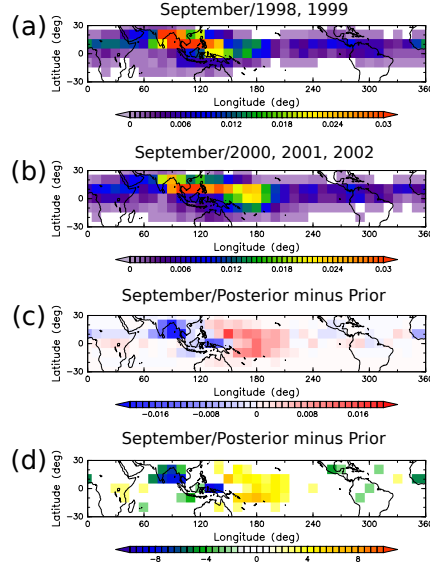 (a)
September/1998, 1999
Latitude (deg)
30
0
−30
0 60 120 180 240 300 360
Longitude (deg)
0 0.006 0.012 0.018 0.024 0.03
(b)
September/2000, 2001, 2002
Latitude (deg)
30
0
−30
0 60 120 180 240 300 360
Longitude (deg)
0 0.006 0.012 0.018 0.024 0.03
(c)
September/Posterior minus Prior
Latitude (deg)
30
0
−30
0 60 120 180 240 300 360
Longitude (deg)
−0.016 −0.008 0 0.008 0.016
(d)
September/Posterior minus Prior
Latitude (deg)
30
0
−30
0 60 120 180 240 300 360
Longitude (deg)
−8 −4 0 4 8